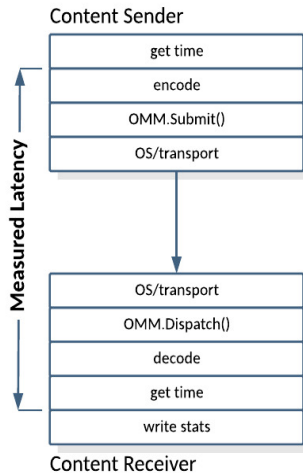 Content Sender
get time
encode
OMM.Submit()
OS/transport
Measured Latency
OS/transport
OMM.Dispatch()
decode
get time
write stats
Content Receiver